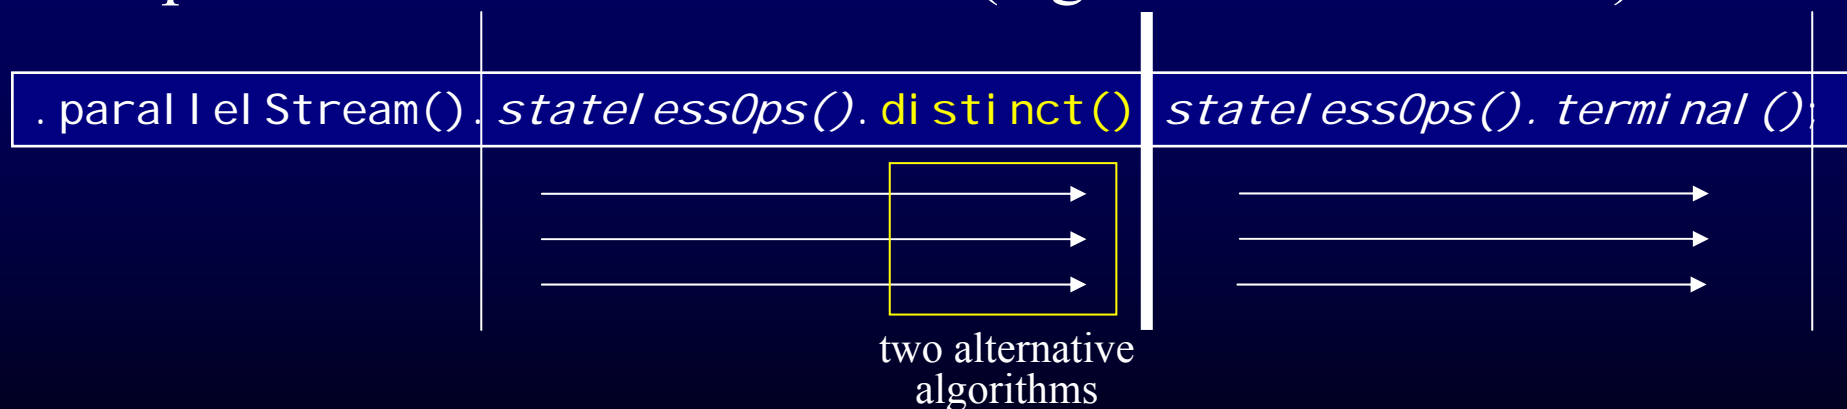 .parallelStream().statelessOps().distinct() statelessOps().terminal();
two alternative
algorithms